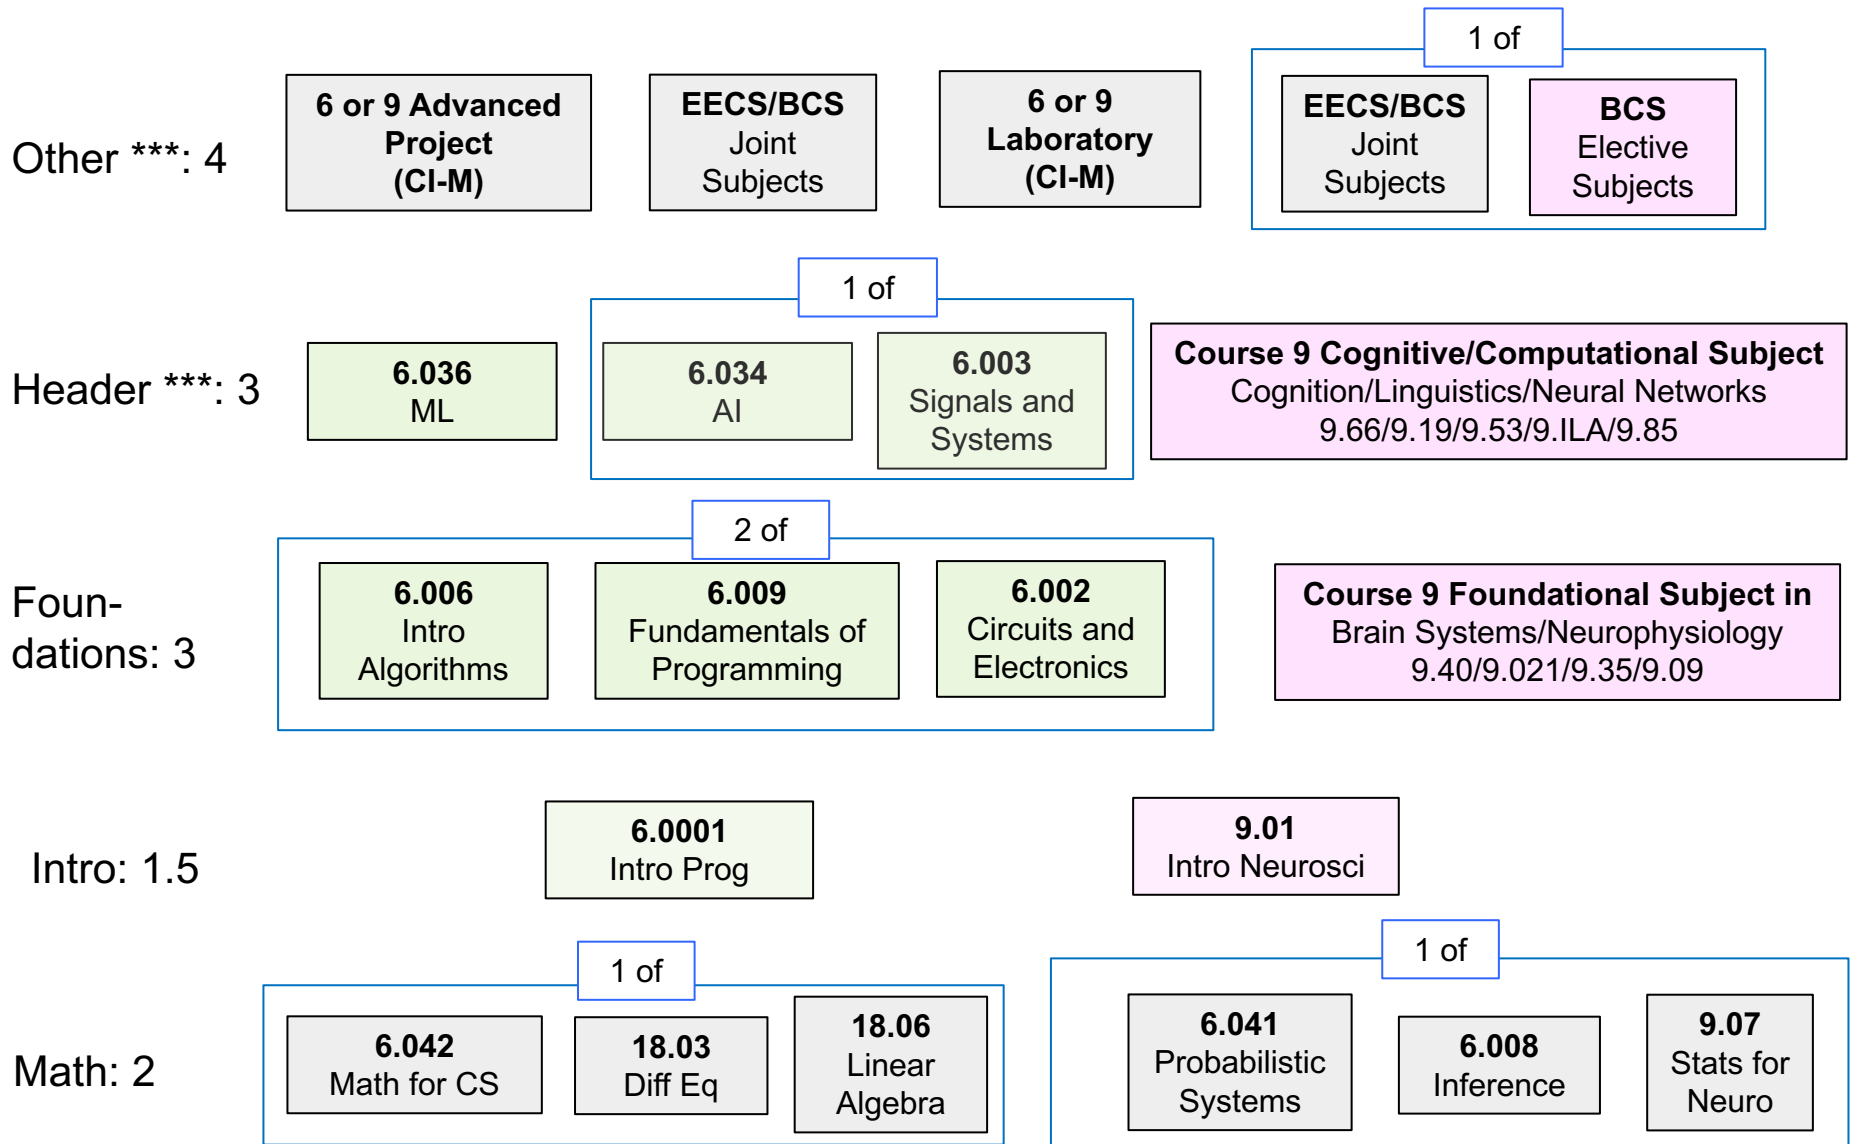 1 of
6 or 9 Advanced
Project
(CI-M)
EECS/BCS
Joint
Subjects
6 or 9
Laboratory
(CI-M)
EECS/BCS
Joint
Subjects
BCS
Elective
Subjects
Other ***: 4
1 of
Header ***: 3
6.036
ML
6.034
AI
6.003
Signals and
Systems
Course 9 Cognitive/Computational Subject
Cognition/Linguistics/Neural Networks
9.66/9.19/9.53/9.ILA/9.85
2 of
Foun-
dations: 3
6.006
Intro
Algorithms
6.009
Fundamentals of
Programming
6.002
Circuits and
Electronics
Course 9 Foundational Subject in
Brain Systems/Neurophysiology
9.40/9.021/9.35/9.09
Intro: 1.5
6.0001
Intro Prog
9.01
Intro Neurosci
1 of
1 of
Math: 2
6.042
Math for CS
18.03
Diff Eq
18.06
Linear
Algebra
6.041
Probabilistic
Systems
6.008
Inference
9.07
Stats for
Neuro